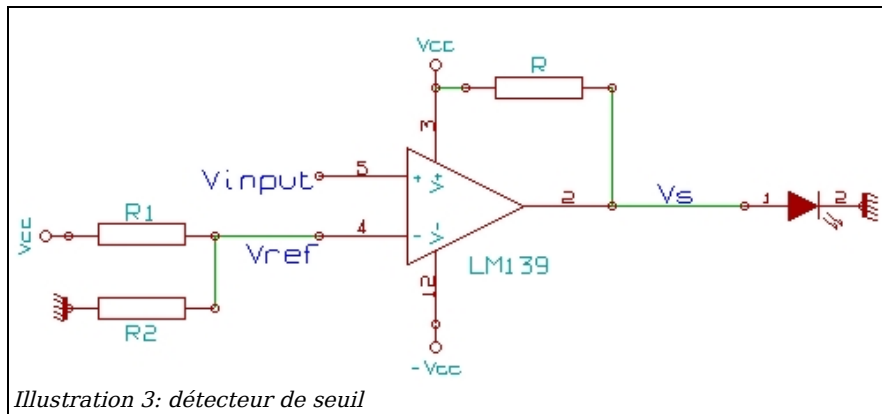 Vcc
R
3
Vinput
5
+
V+
R1
2
Vs
1
2
Vcc
4
-
V-
Vref
LM139
12
R2
-Vcc
Illustration 3: détecteur de seuil